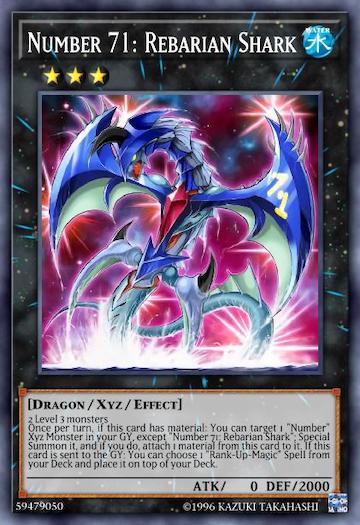 Number 71: Rebarian Shark
WATER
水
71
[Dragon/Xyz/Effect]
2 Level 3 monsters
Once per turn, if this card has material: You can target 1 "Number"
Xyz Monster in your GY, except "Number 71: Rebarian Shark"; Special
Summon it, and if you do, attach 1 material from this card to it. If this
card is sent to the GY: You can choose 1 "Rank-Up-Magic" Spell from
your Deck and place it on top of your Deck.
ATK/ 0 DEF/2000
59479050
©1996 KAZUKI TAKAHASHI